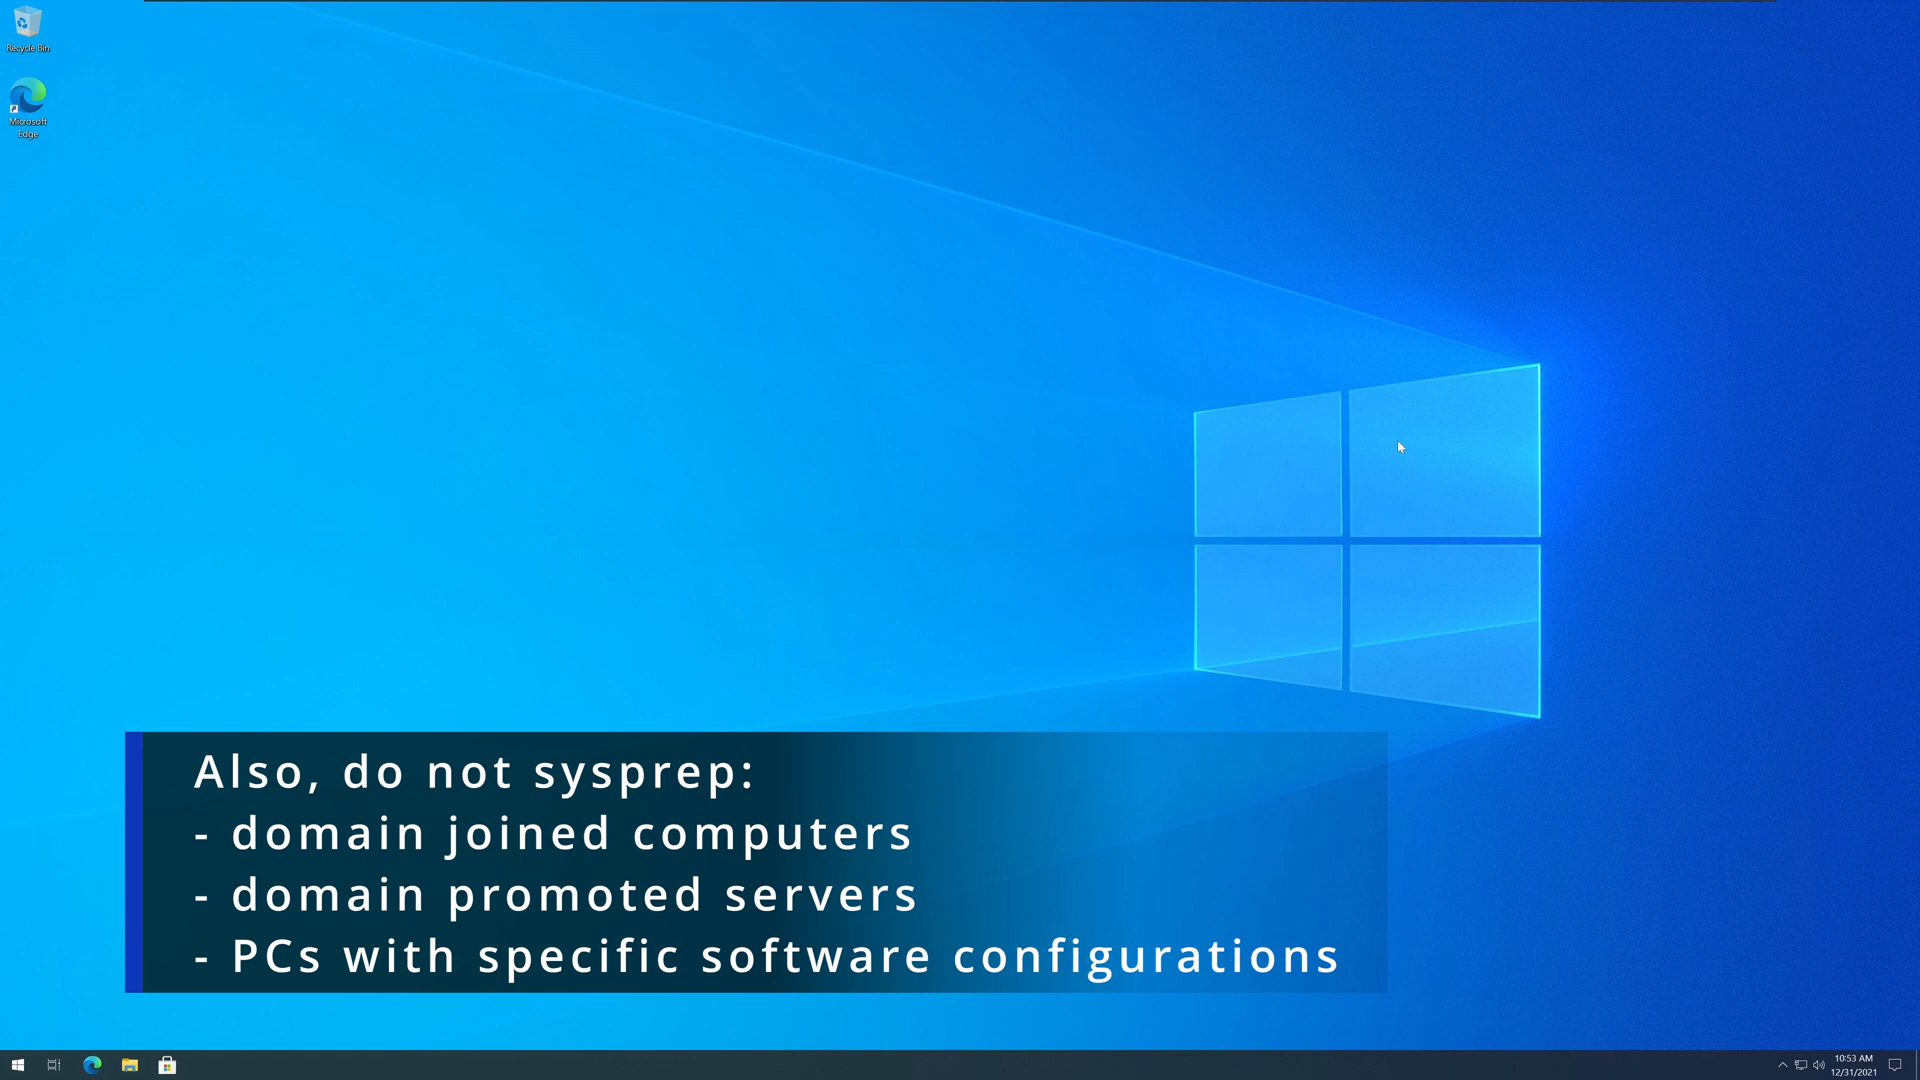 Recycle Bin
Microsoft
Edge
Also, do not sysprep:
- domain joined computers
- domain promoted servers
- PCs with specific software configurations
10:53 AM
12/31/2021